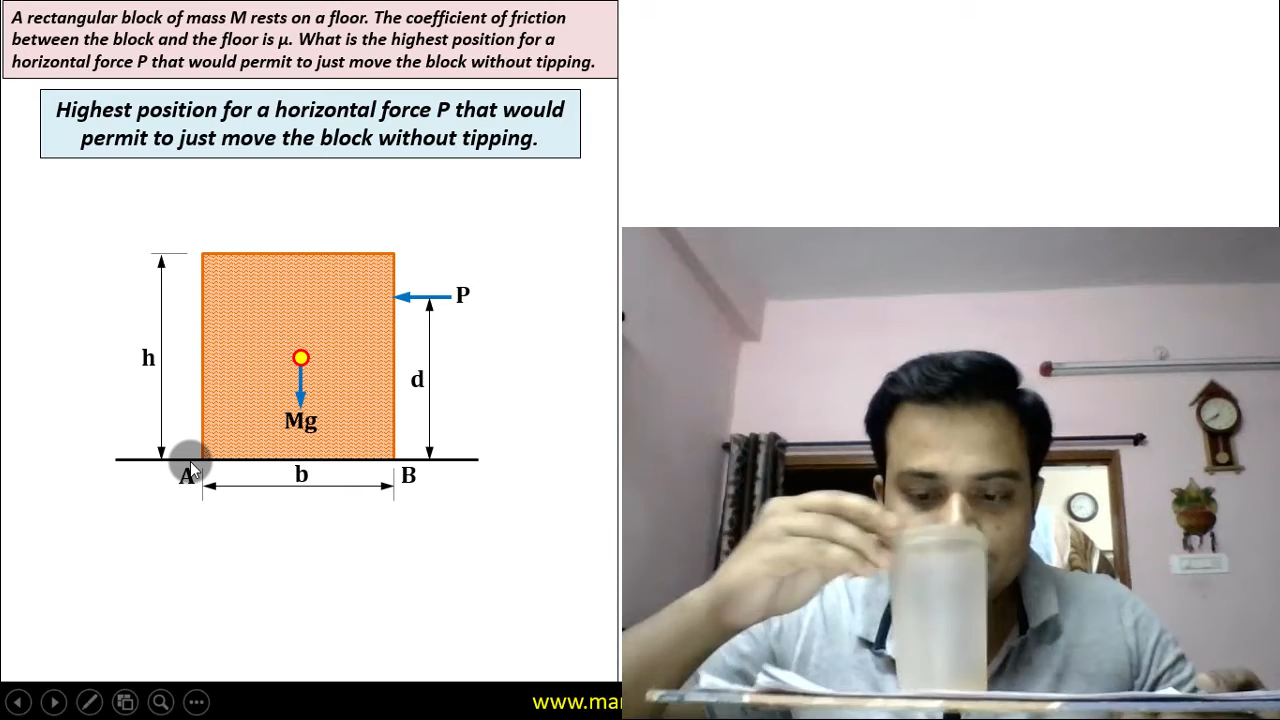 A rectangular block of mass M rests on a floor. The coefficient of friction
between the block and the floor is μ. What is the highest position for a
horizontal force P that would permit to just move the block without tipping.
Highest position for a horizontal force P that would
permit to just move the block without tipping.
P
h
d
Mg
A
b
B
www.mar